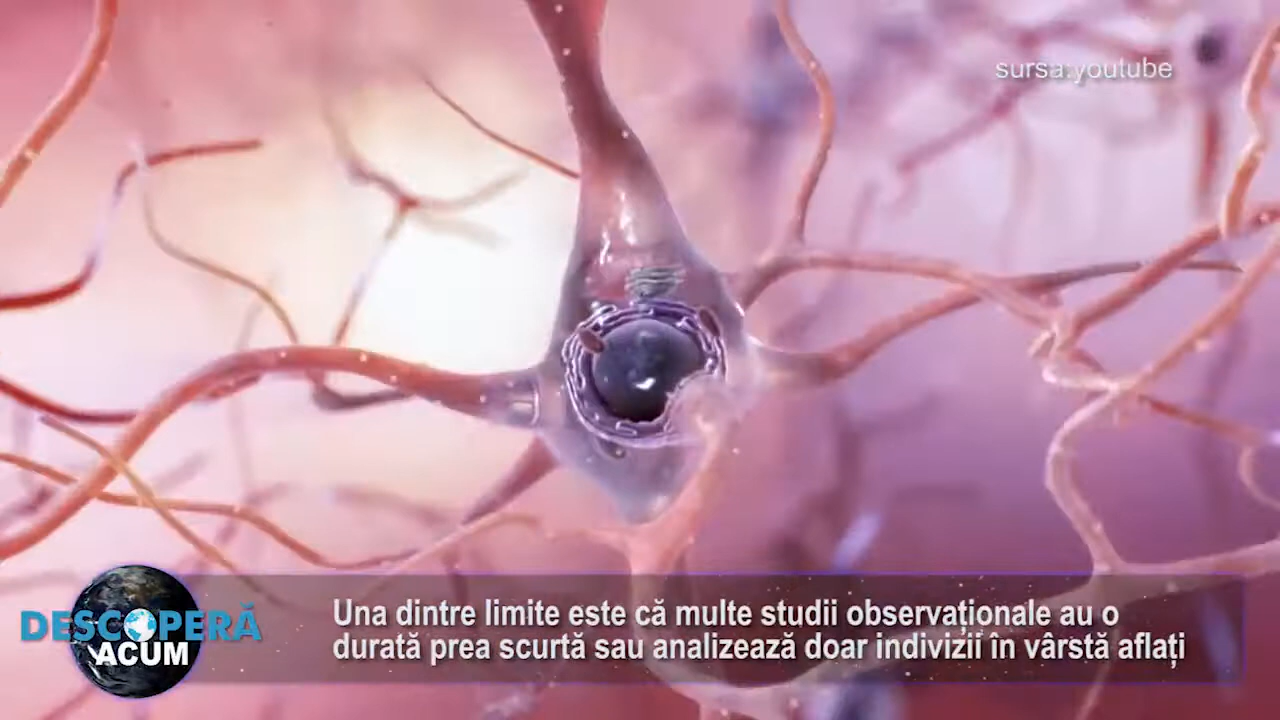 sursa:youtube
DESCOPERĂ
ACUM
Una dintre limite este că multe studii observaționale au o
durată prea scurtă sau analizează doar indivizii în vârstă aflați